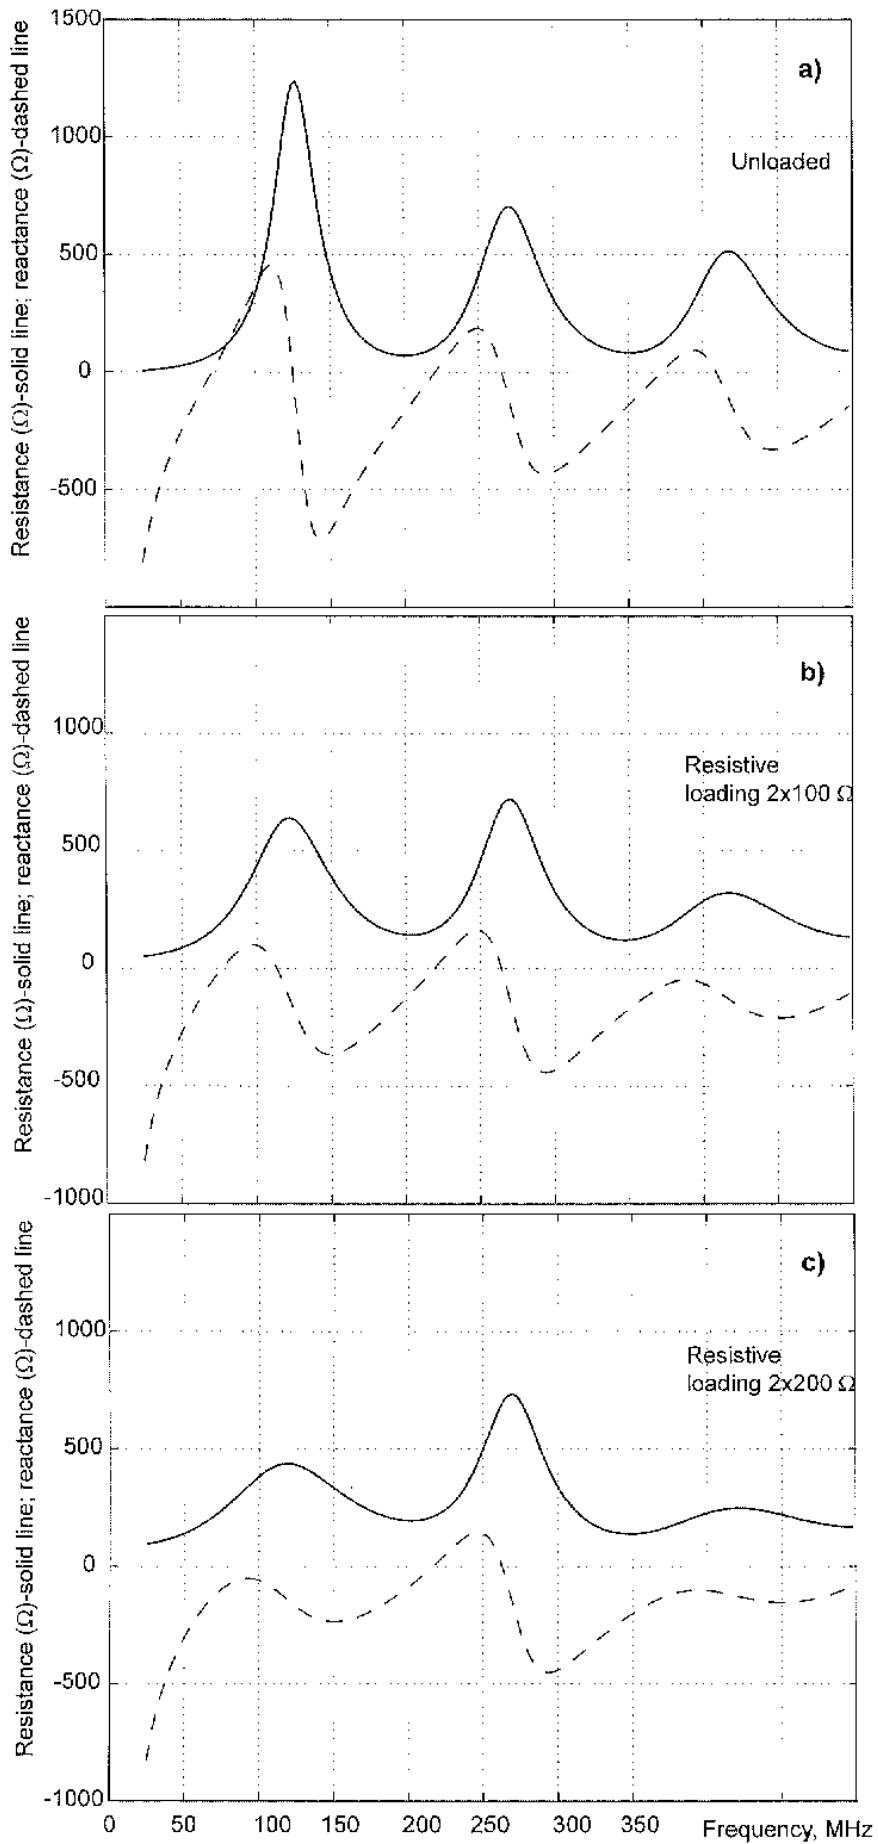 Resistance (Ω)-solid line; reactance (Ω)-dashed line
1500
1000
500
0
-500
a)
Unloaded
Resistance (Ω)-solid line; reactance (Ω)-dashed line
1000
500
0
-500
-1000
b)
Resistive
loading 2x100 Ω
Resistance (Ω)-solid line; reactance (Ω)-dashed line
1000
500
0
-500
-1000
c)
Resistive
loading 2x200 Ω
0 50 100 150 200 250 300 350 Frequency, MHz